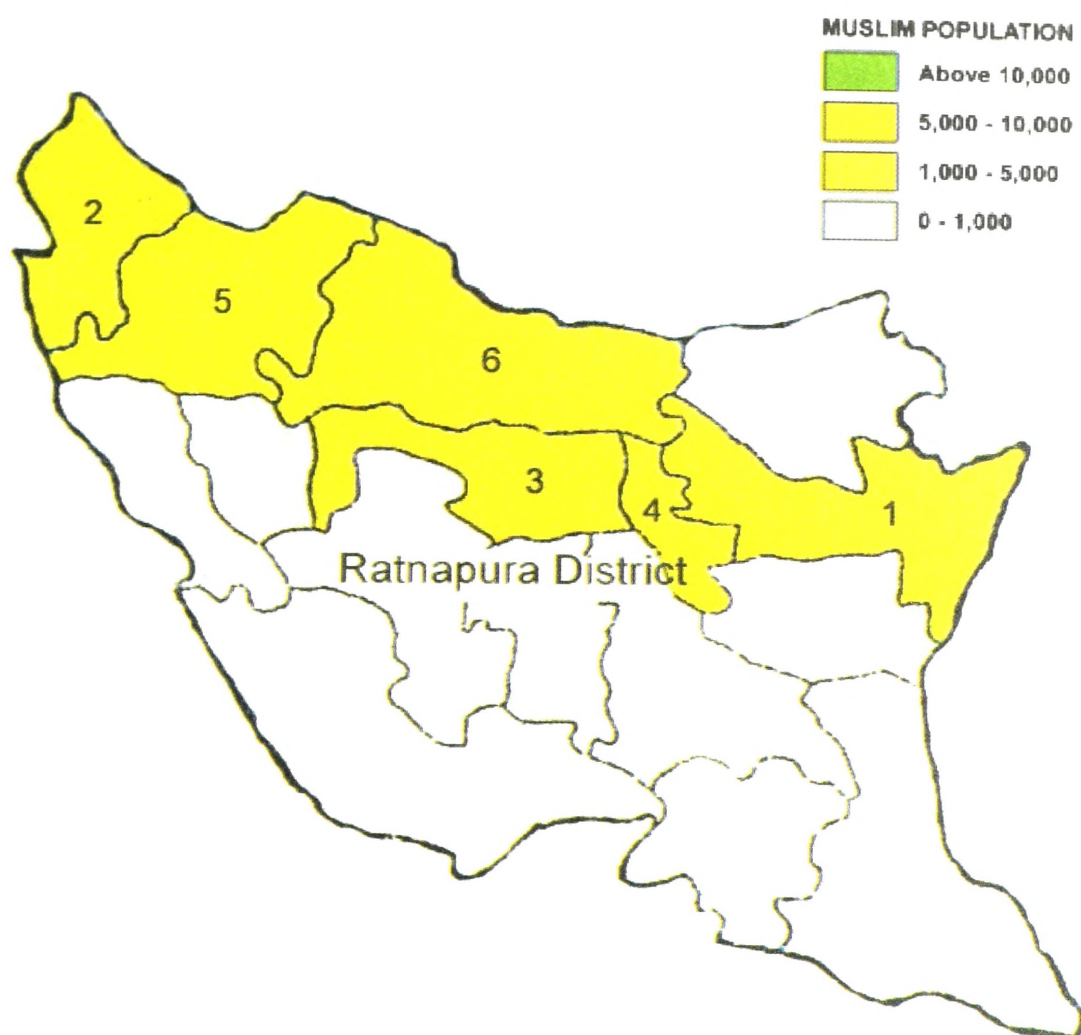 MUSLIM POPULATION
Above 10,000
5,000 - 10,000
1,000 - 5,000
0 - 1,000
2
5
6
3
4
1
Ratnapura District